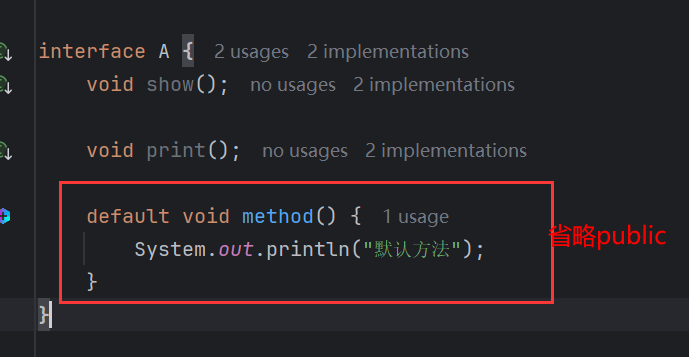 interface A { 2 usages 2 implementations
void show(); no usages 2 implementations
void print(); no usages 2 implementations
default void method() { 1 usage
System.out.println("默认方法");
}
省略public
}